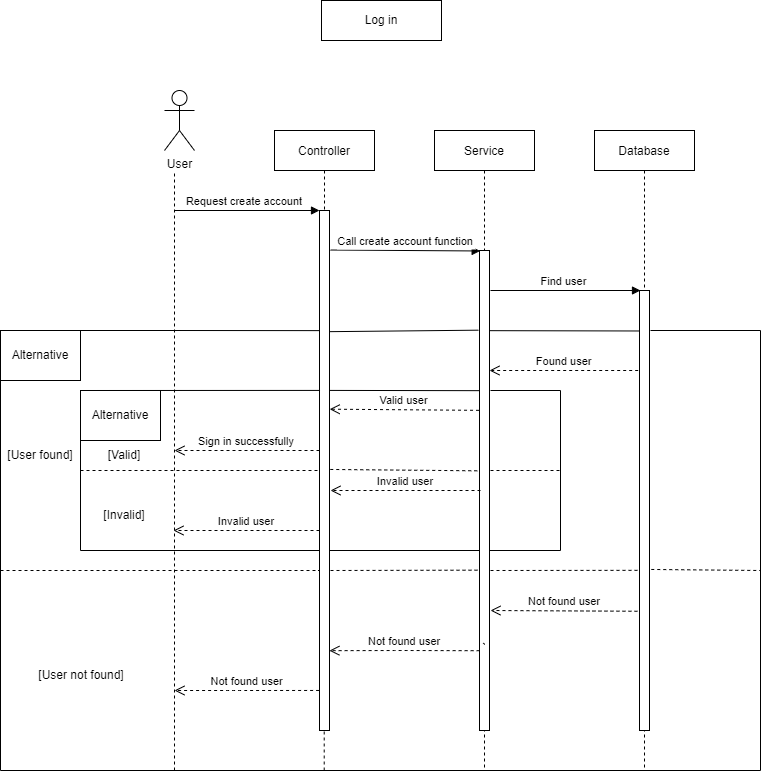 Log in
User
Controller
Service
Database
Request create account
Call create account function
Find user
Alternative
Found user
Alternative
Valid user
Sign in successfully
[User found]
[Valid]
Invalid user
[Invalid]
Invalid user
Not found user
Not found user
[User not found]
Not found user